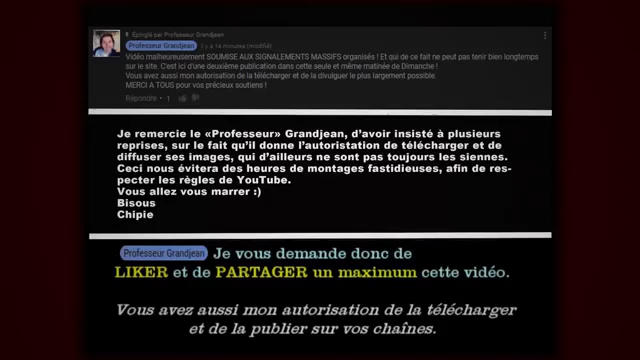 Épinglé par Professeur Grandjean
Professeur Grandjean il y a 14 minutes (modifié)
Vidéo malheureusement SOUMISE AUX SIGNALEMENTS MASSIFS organisés ! Et qui de ce fait ne peut pas tenir bien longtemps
sur le site. C'est ici d'une deuxième publication dans cette seule et même matinée de Dimanche !
Vous avez aussi mon autorisation de la télécharger et de la divulguer le plus largement possible.
MERCI A TOUS pour vos précieux soutiens !
Répondre · 1
Je remercie le «Professeur» Grandjean, d'avoir insisté à plusieurs
reprises, sur le fait qu'il donne l'autoristation de télécharger et de
diffuser ses images, qui d'ailleurs ne sont pas toujours les siennes.
Ceci nous évitera des heures de montages fastidieuses, afin de res-
pecter les règles de YouTube.
Vous allez vous marrer :)
Bisous
Chipie
Professeur Grandjean Je vous demande donc de
LIKER et de PARTAGER un maximum cette vidéo.
Vous avez aussi mon autorisation de la télécharger
et de la publier sur vos chaînes.